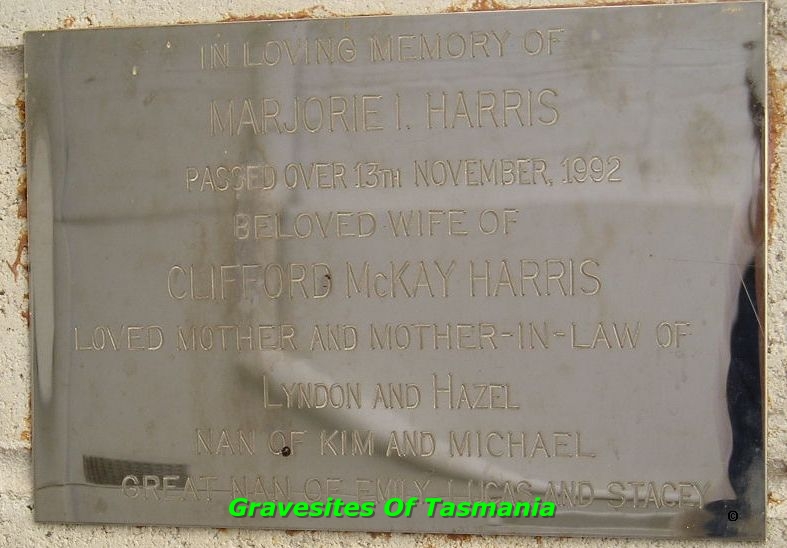 IN LOVING MEMORY OF
MARJORIE I. HARRIS
PASSED OVER 13TH NOVEMBER, 1992
BELOVED WIFE OF
CLIFFORD McKAY HARRIS
LOVED MOTHER AND MOTHER-IN-LAW OF
LYNDON AND HAZEL
NAN OF KIM AND MICHAEL
GREAT NAN OF EMILY, LUCAS AND STACEY
Gravesites Of Tasmania
©